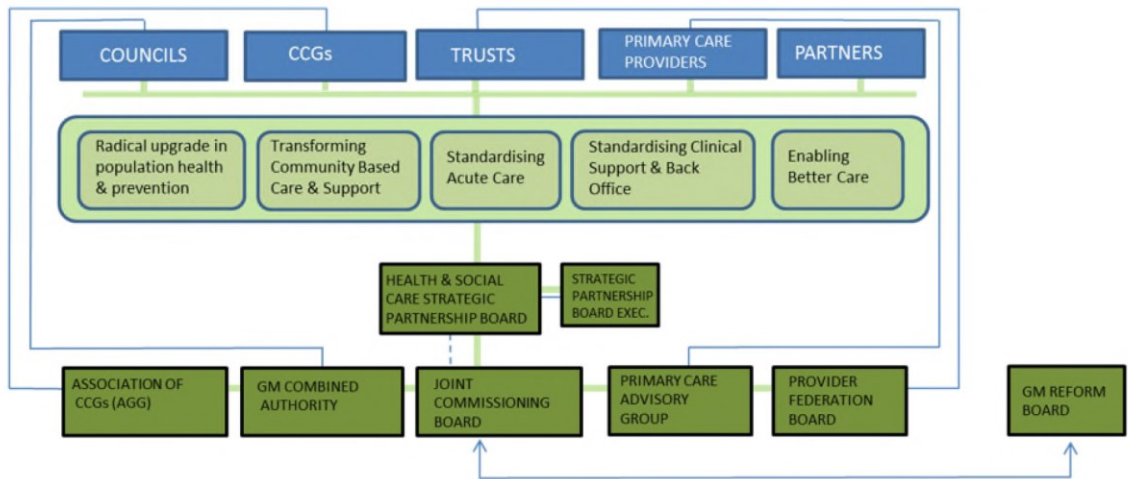 COUNCILS
CCGs
TRUSTS
PRIMARY CARE
PROVIDERS
PARTNERS
Radical upgrade in
population health
& prevention
Transforming
Community Based
Care & Support
Standardising
Acute Care
Standardising Clinical
Support & Back
Office
Enabling
Better Care
HEALTH & SOCIAL
CARE STRATEGIC
PARTNERSHIP BOARD
STRATEGIC
PARTNERSHIP
BOARD EXEC.
ASSOCIATION OF
CCGs (AGG)
GM COMBINED
AUTHORITY
JOINT
COMMISSIONING
BOARD
PRIMARY CARE
ADVISORY
GROUP
PROVIDER
FEDERATION
BOARD
GM REFORM
BOARD